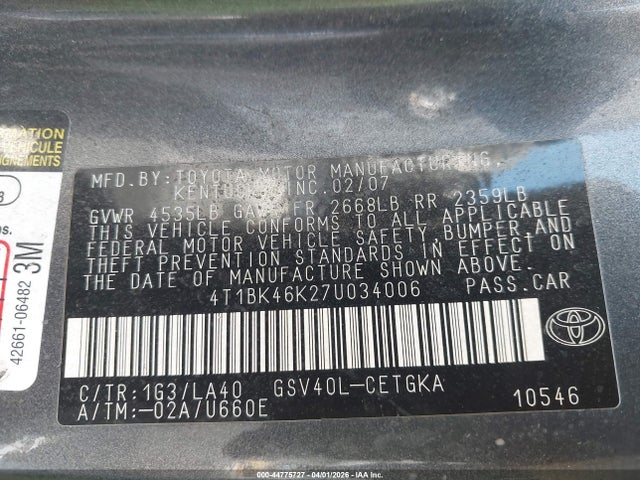 MFD.BY:TOYOTA MOTOR MANUFACTURING
INC.02/07
GVWR 4535LB FR 2668LB RR 2359LB
THIS VEHICLE CONFORMS TO ALL APPLICABLE
FEDERAL MOTOR VEHICLE SAFETY, BUMPER,AND
THEFT PREVENTION STANDARDS IN EFFECT ON
THE DATE OF MANUFACTURE SHOWN ABOVE.
4T1BK46K27U034006 PASS.CAR
C/TR:1G3/LA40 GSV40L-CETGKA
A/TM:-02A/U660E
10546
VEHICULE
42661-06482 3M
000-44775727 - 04/01/2026 - © IAA Holdings, LLC